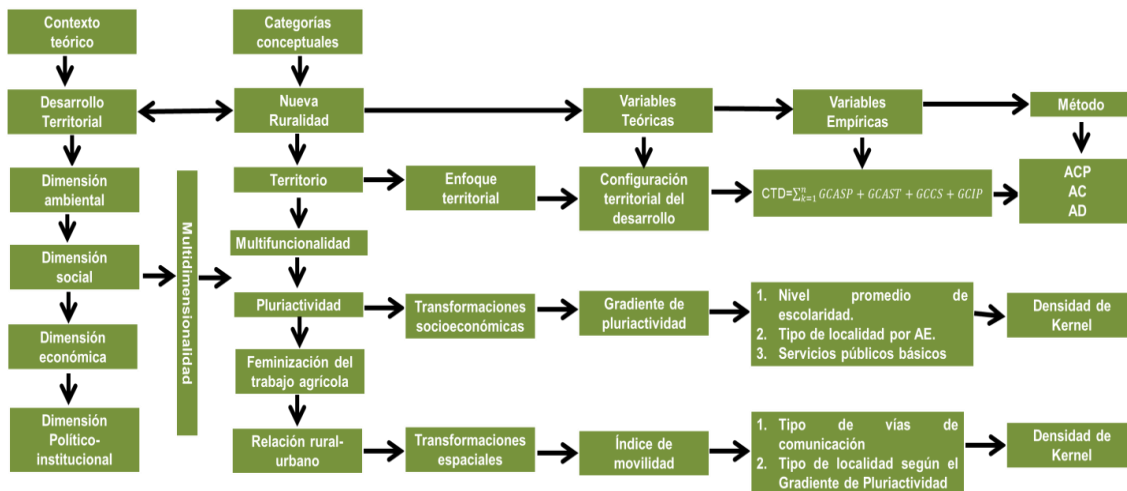 Contexto
teórico
Categorías
conceptuales
Desarrollo
Territorial
Nueva
Ruralidad
Variables
Teóricas
Variables
Empíricas
Método
Dimensión
ambiental
Multidimensionalidad
Territorio
Enfoque
territorial
Configuración
territorial del
desarrollo
CTD=∑ⁿₖ₌₁ GCASP + GCAST + GCCS + GCIP
ACP
AC
AD
Dimensión
social
Multifuncionalidad
Pluriactividad
Transformaciones
socioeconómicas
Gradiente de
pluriactividad
1. Nivel promedio de
escolaridad.
2. Tipo de localidad por AE.
3. Servicios públicos básicos
Densidad de
Kernel
Dimensión
económica
Feminización del
trabajo agrícola
Dimensión
Político-
institucional
Relación rural-
urbano
Transformaciones
espaciales
Índice de
movilidad
1. Tipo de vías de
comunicación
2. Tipo de localidad según el
Gradiente de Pluriactividad
Densidad de
Kernel